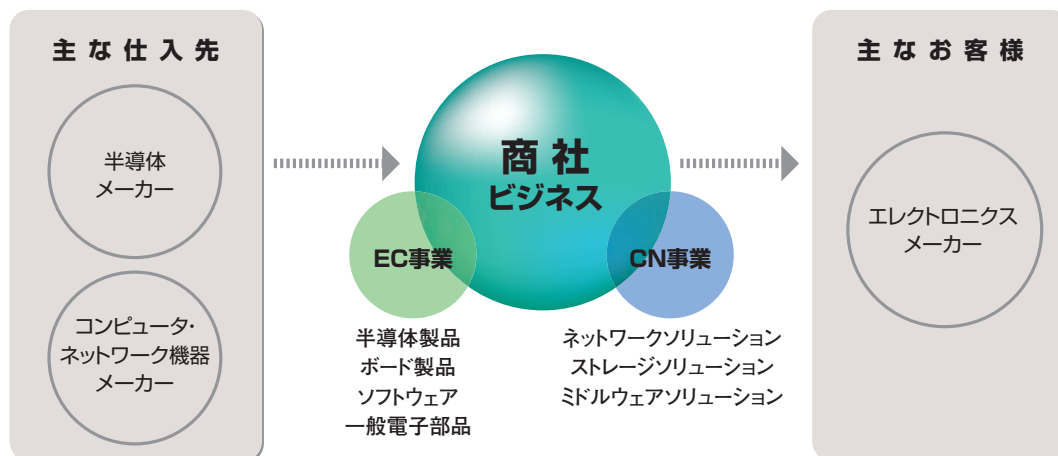 主な仕入先
半導体
メーカー
コンピュータ・
ネットワーク機器
メーカー
商社
ビジネス
EC事業
半導体製品
ボード製品
ソフトウェア
一般電子部品
CN事業
ネットワークソリューション
ストレージソリューション
ミドルウェアソリューション
主なお客様
エレクトロニクス
メーカー